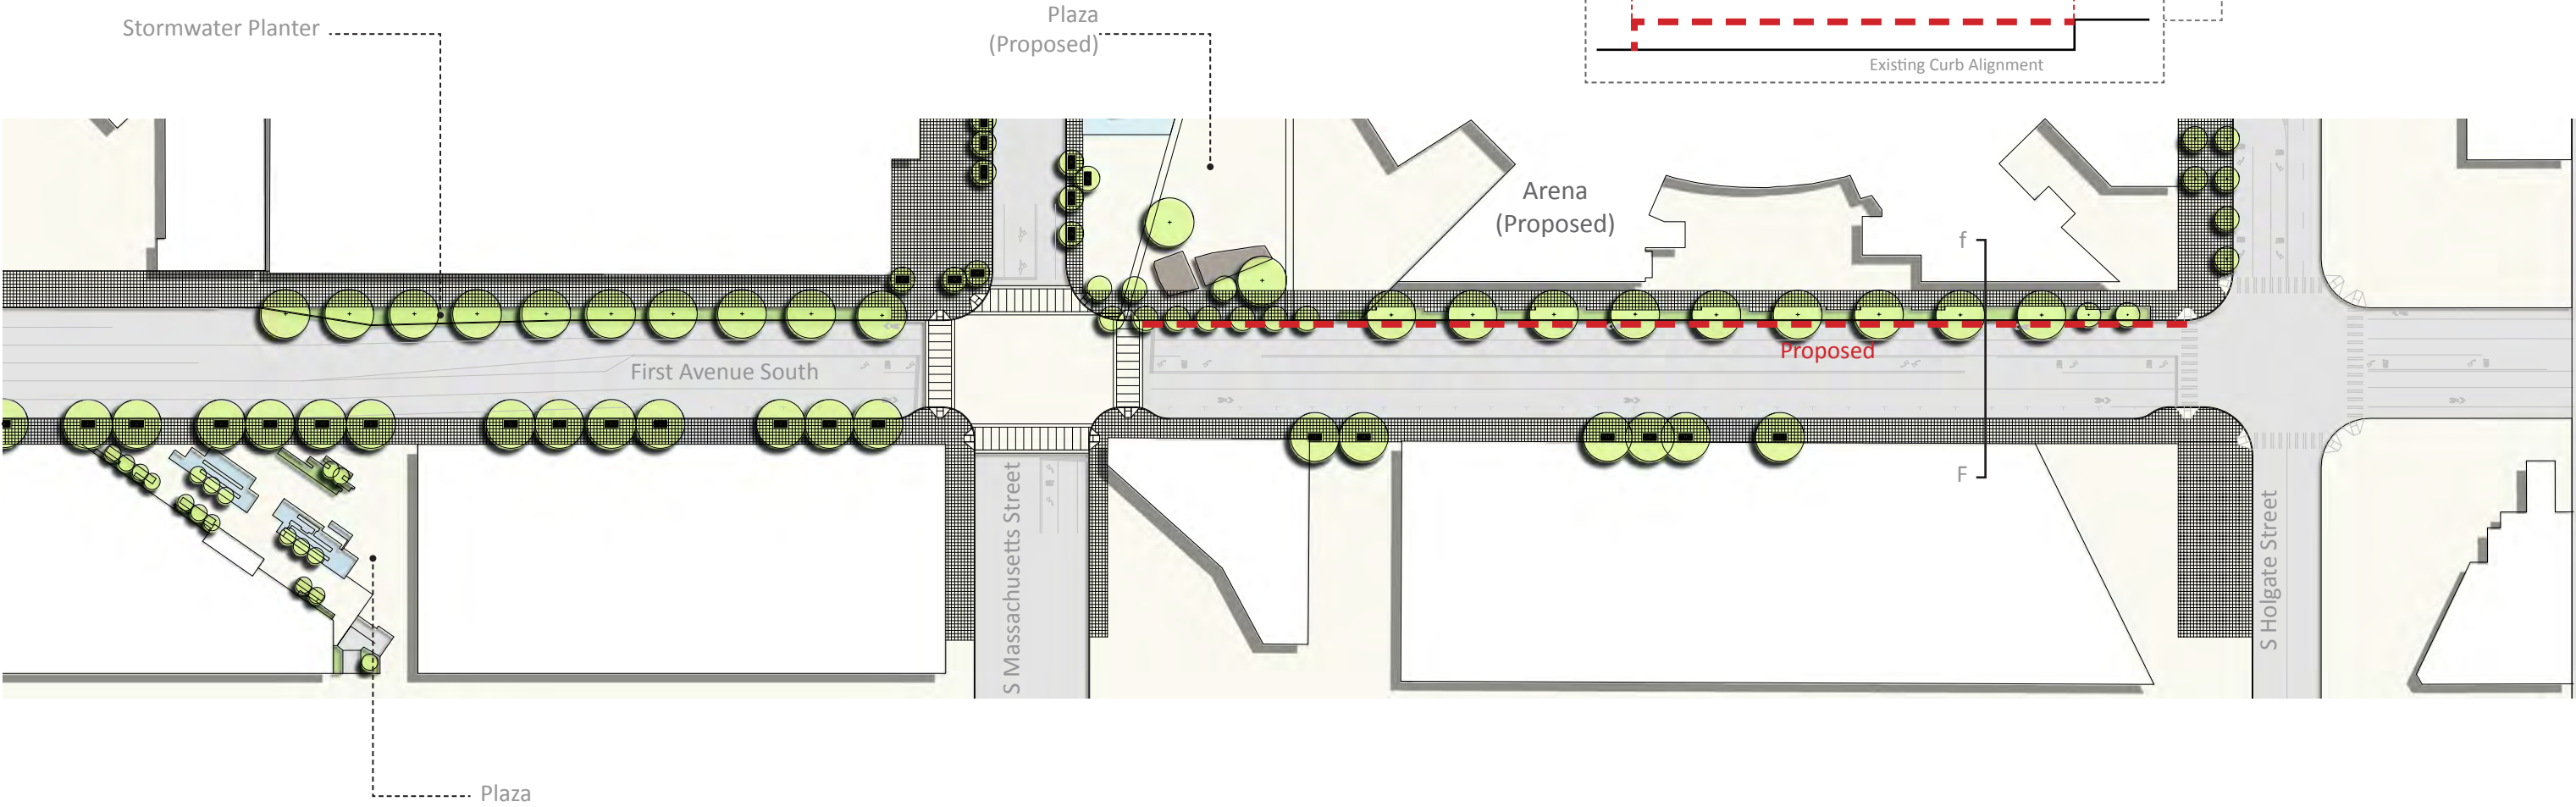 Stormwater Planter
Plaza
(Proposed)
Existing Curb Alignment
Arena
(Proposed)
f
Proposed
First Avenue South
F
S Massachusetts Street
S Holgate Street
Plaza